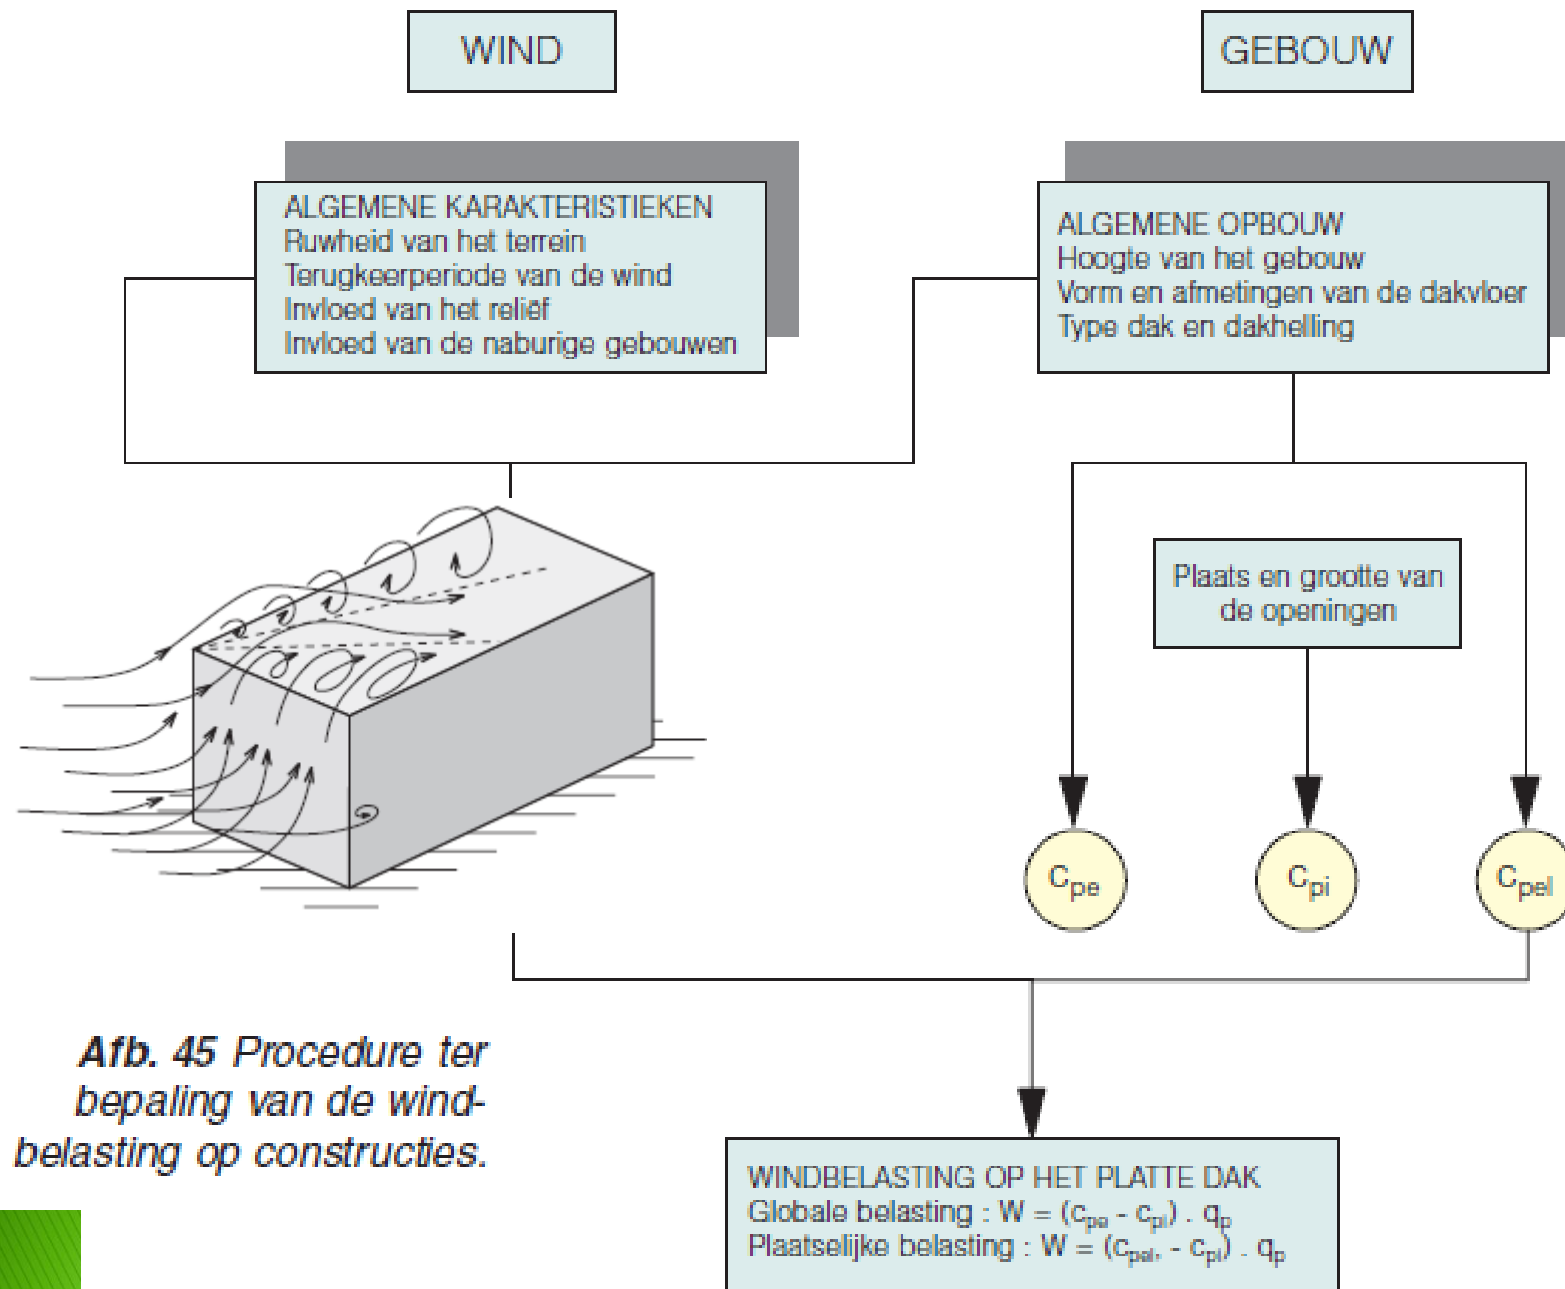 WIND
GEBOUW
ALGEMENE KARAKTERISTIEKEN
Ruwheid van het terrein
Terugkeerperiode van de wind
Invloed van het reliëf
Invloed van de naburige gebouwen
ALGEMENE OPBOUW
Hoogte van het gebouw
Vorm en afmetingen van de dakvloer
Type dak en dakhelling
Plaats en grootte van
de openingen
Cpe
Cpi
Cpel
Afb. 45 Procedure ter
bepaling van de wind-
belasting op constructies.
WINDBELASTING OP HET PLATTE DAK
Globale belasting : W = (cpe - cpi) . qp
Plaatselijke belasting : W = (cpel, - cpi) . qp